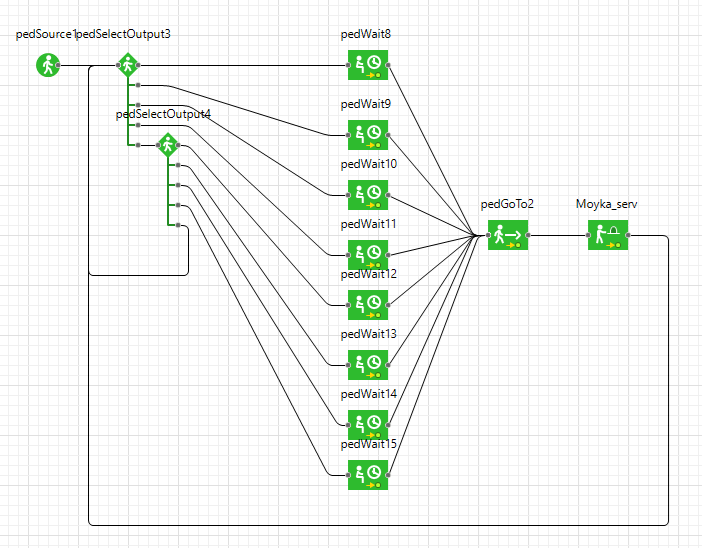 pedSource1
pedSelectOutput3
pedWait8
pedWait9
pedSelectOutput4
pedWait10
pedGoTo2
Moyka_serv
pedWait11
pedWait12
pedWait13
pedWait14
pedWait15